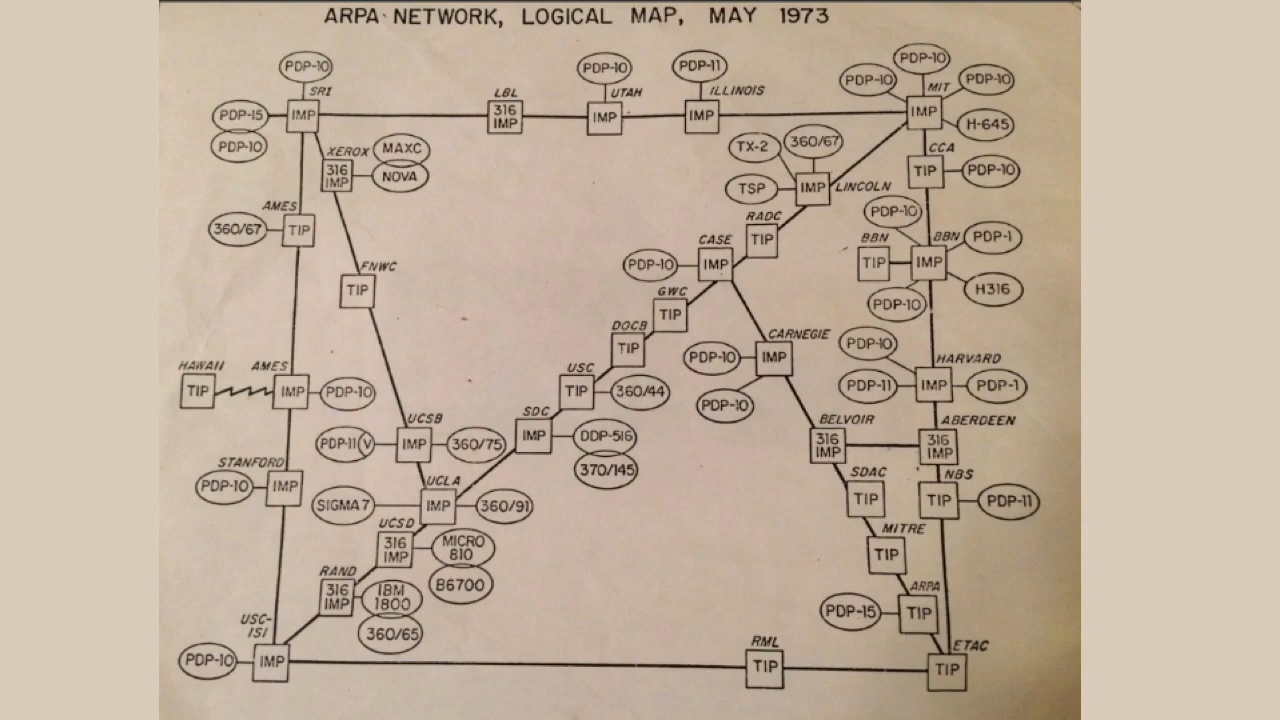 ARPA NETWORK, LOGICAL MAP, MAY 1973
PDP-10
SRI
IMP
PDP-15
PDP-10
LBL
316
IMP
PDP-10
UTAH
IMP
PDP-11
ILLINOIS
IMP
PDP-10
PDP-10
PDP-10
MIT
IMP
H-645
XEROX
316
IMP
MAXC
NOVA
TX-2
360/67
TSP
IMP
LINCOLN
CCA
TIP
PDP-10
AMES
360/67
TIP
RADC
TIP
PDP-10
BBN
TIP
BBN
IMP
PDP-1
H316
PDP-10
CASE
PDP-10
IMP
FNWC
TIP
GWC
TIP
DOCB
TIP
CARNEGIE
PDP-10
IMP
PDP-10
PDP-10
HARVARD
PDP-11
IMP
PDP-1
HAWAII
TIP
AMES
IMP
PDP-10
USC
TIP
360/44
UCSB
PDP-11 V
IMP
360/75
SDC
IMP
DDP-516
370/145
BELVOIR
316
IMP
ABERDEEN
316
IMP
STANFORD
PDP-10
IMP
UCLA
SIGMA 7
IMP
360/91
SDAC
TIP
NBS
TIP
PDP-11
UCSD
316
IMP
MICRO
810
B6700
MITRE
TIP
RAND
316
IMP
IBM
1800
360/65
ARPA
PDP-15
TIP
USC-
ISI
PDP-10
IMP
RML
TIP
ETAC
TIP